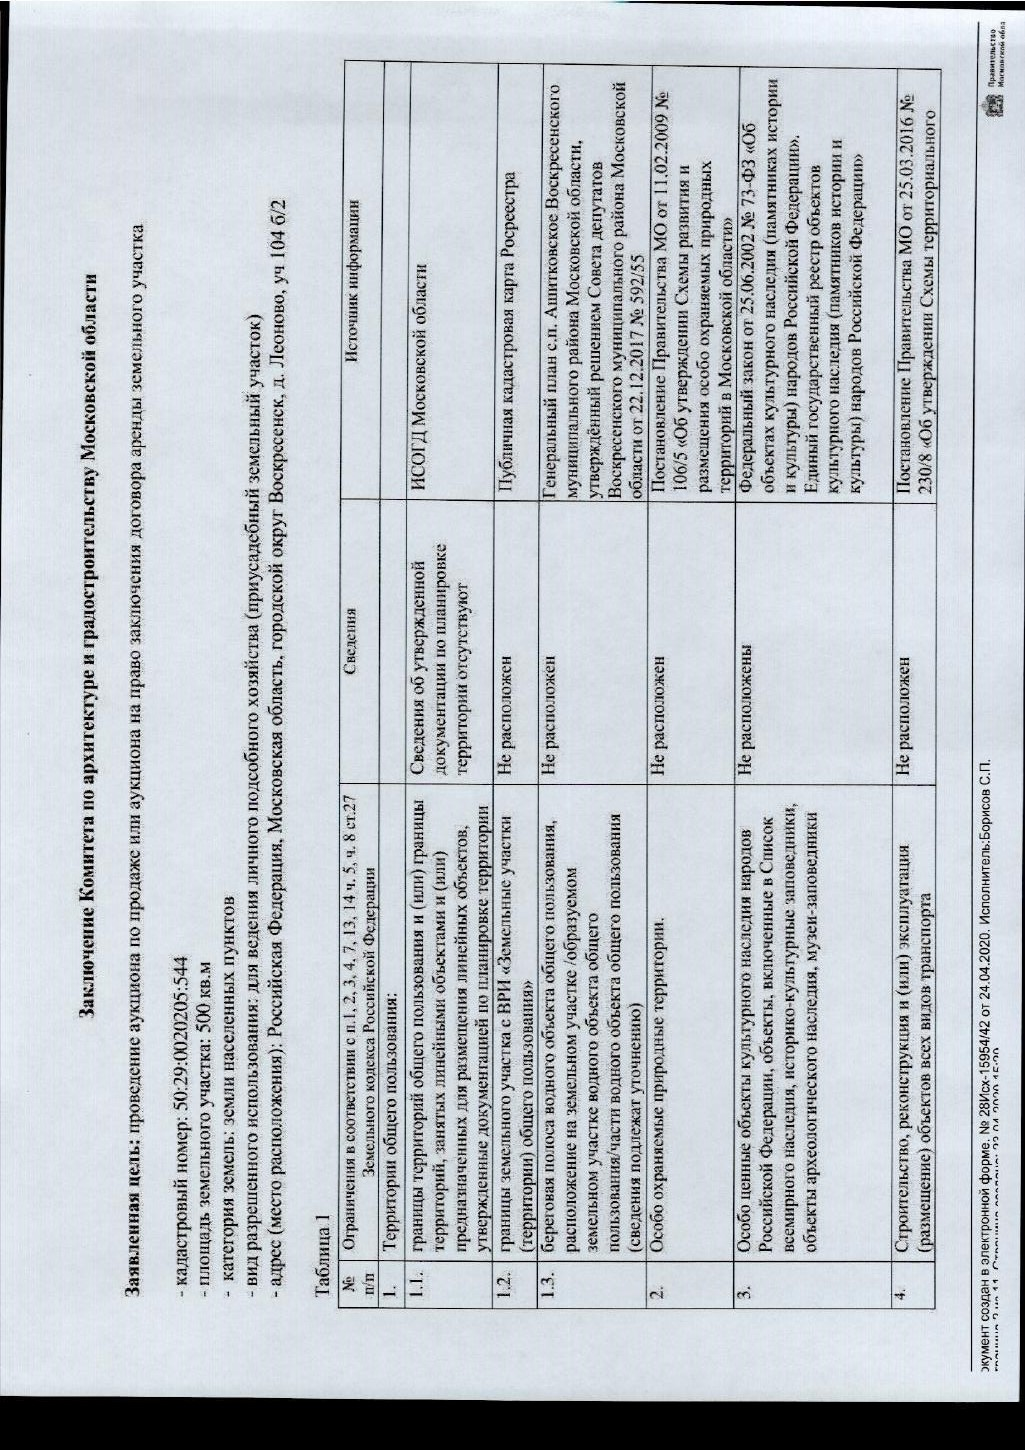 Заключение Комитета по архитектуре и градостроительству Московской области
Заявленная цель: проведение аукциона по продаже или аукциона на право заключения договора аренды земельного участка
- кадастровый номер: 50:29:0020205:544
- площадь земельного участка: 500 кв.м
- категория земель: земли населенных пунктов
- вид разрешенного использования: для ведения личного подсобного хозяйства (приусадебный земельный участок)
- адрес (место расположения): Российская Федерация, Московская область, городской округ Воскресенск, д. Леоново, уч 104 б/2
Таблица 1
№ п/п
Ограничения в соответствии с п.1, 2, 3, 4, 7, 13, 14 ч. 5, ч. 8 ст.27
Земельного кодекса Российской Федерации
Сведения
Источник информации
1.
Территории общего пользования:
1.1.
границы территорий общего пользования и (или) границы
территорий, занятых линейными объектами и (или)
предназначенных для размещения линейных объектов,
утвержденные документацией по планировке территории
Сведения об утвержденной
документации по планировке
территории отсутствуют
ИСОГД Московской области
1.2.
границы земельного участка с ВРИ «Земельные участки
(территории) общего пользования»
Не расположен
Публичная кадастровая карта Росреестра
1.3.
береговая полоса водного объекта общего пользования,
расположение на земельном участке /образуемом
земельном участке водного объекта общего
пользования/части водного объекта общего пользования
(сведения подлежат уточнению)
Не расположен
Генеральный план с.п. Ашитковское Воскресенского
муниципального района Московской области,
утверждённый решением Совета депутатов
Воскресенского муниципального района Московской
области от 22.12.2017 № 592/55
2.
Особо охраняемые природные территории.
Не расположен
Постановление Правительства МО от 11.02.2009 №
106/5 «Об утверждении Схемы развития и
размещения особо охраняемых природных
территорий в Московской области»
3.
Особо ценные объекты культурного наследия народов
Российской Федерации, объекты, включенные в Список
всемирного наследия, историко-культурные заповедники,
объекты археологического наследия, музеи-заповедники
Не расположены
Федеральный закон от 25.06.2002 № 73-ФЗ «Об
объектах культурного наследия (памятниках истории
и культуры) народов Российской Федерации».
Единый государственный реестр объектов
культурного наследия (памятников истории и
культуры) народов Российской Федерации»
4.
Строительство, реконструкция и (или) эксплуатация
(размещение) объектов всех видов транспорта
Не расположен
Постановление Правительства МО от 25.03.2016 №
230/8 «Об утверждении Схемы территориального
окумент создан в электронной форме. № 28Исх-15954/42 от 24.04.2020. Исполнитель:Борисов С.П.
Правительство
Московской обла